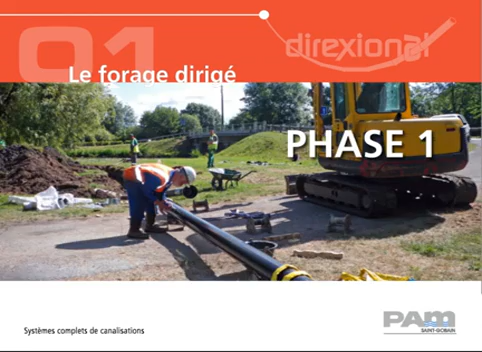 01
direxional
Le forage dirigé
PHASE 1
Systèmes complets de canalisations
PAM
SAINT-GOBAIN